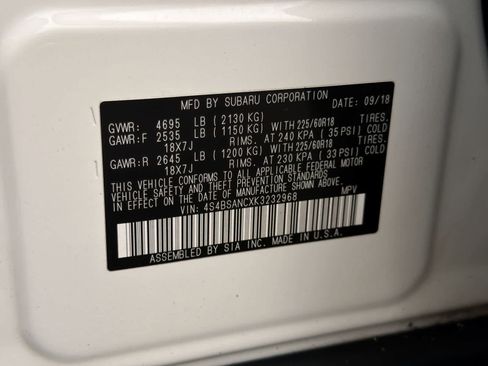 MFD BY SUBARU CORPORATION DATE: 09/18
GVWR: 4695 LB ( 2130 KG)
GAWR: F 2535 LB ( 1150 KG) WITH 225/60R18 TIRES.
18X7J RIMS. AT 240 KPA ( 35 PSI) COLD
GAWR: R 2645 LB ( 1200 KG) WITH 225/60R18 TIRES.
18X7J RIMS. AT 230 KPA ( 33 PSI) COLD
THIS VEHICLE CONFORMS TO ALL APPLICABLE FEDERAL MOTOR
VEHICLE SAFETY AND THEFT PREVENTION STANDARDS IN EFFECT ON
THE DATE OF MANUFACTURE SHOWN ABOVE.
VIN: 4S4BSANCXK3232968 MPV
ASSEMBLED BY SIA INC. MADE IN U.S.A.